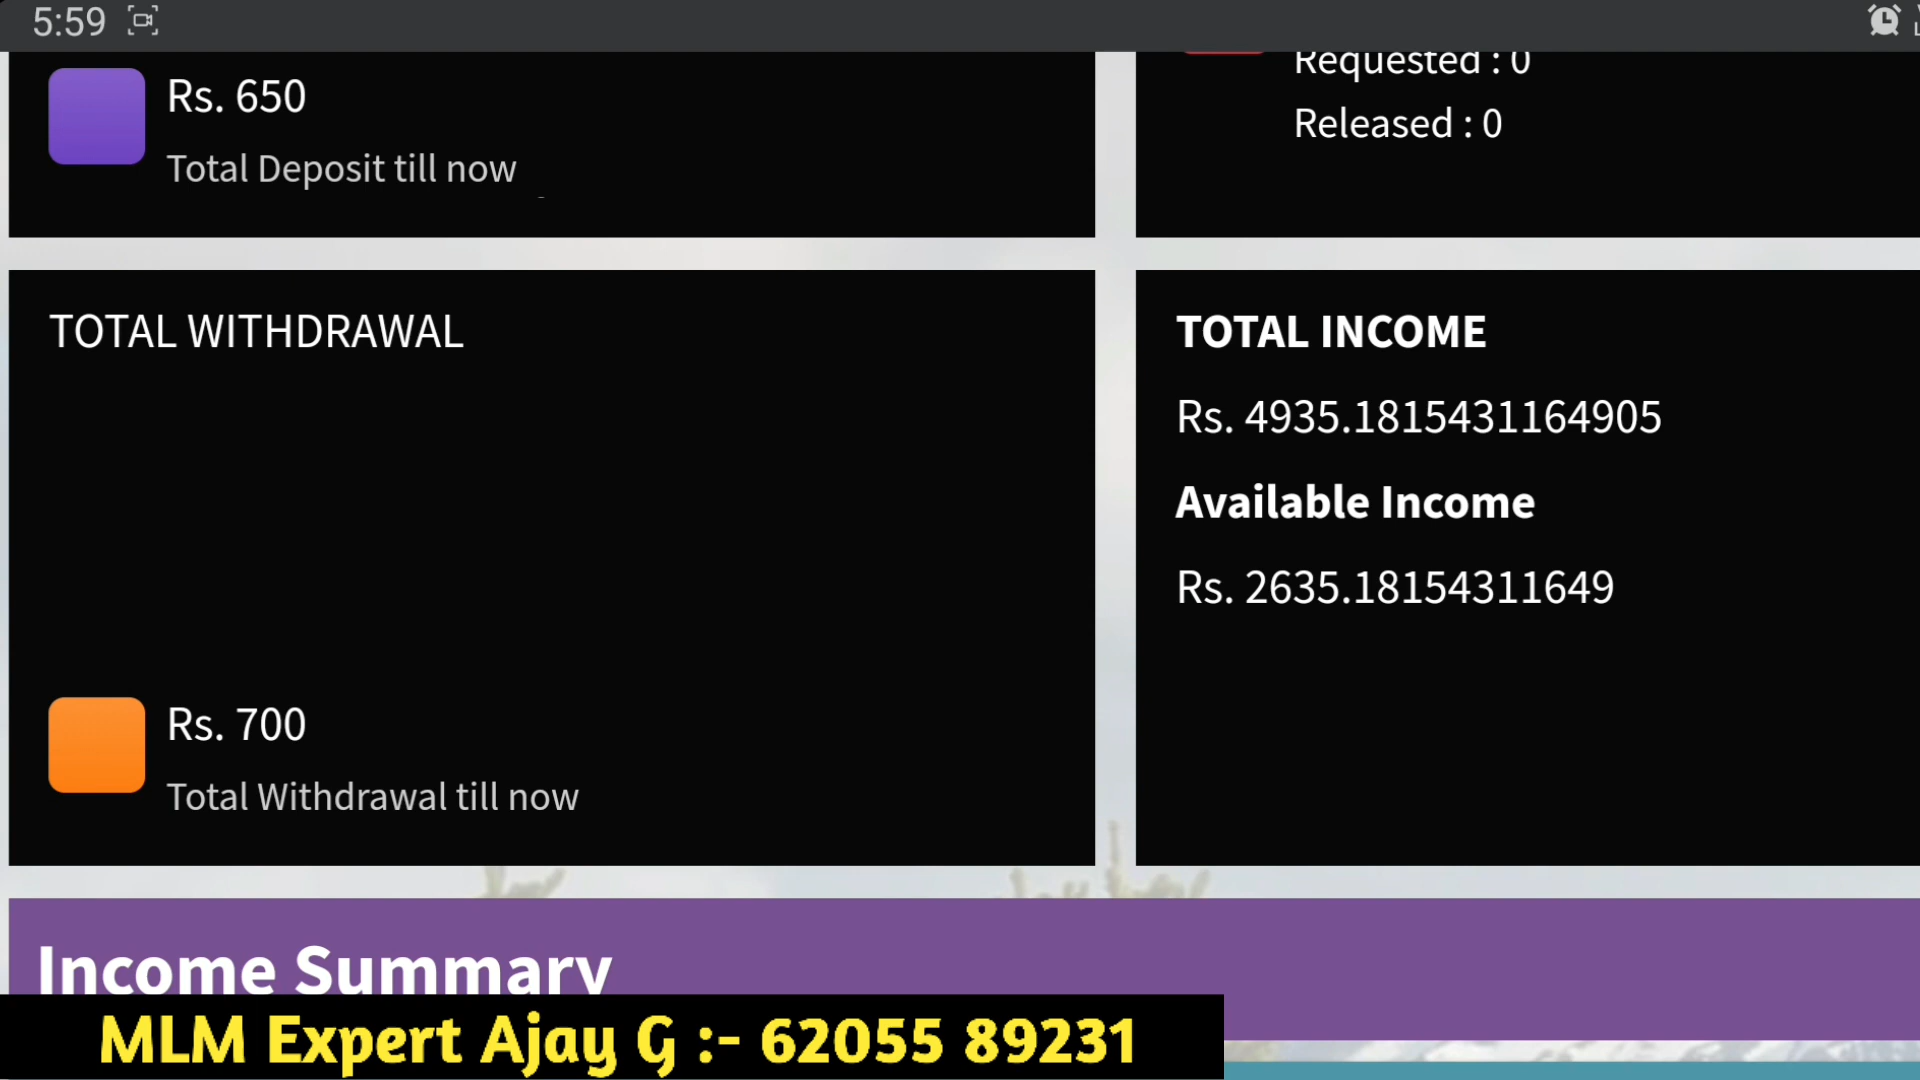 5:59
Rs. 650
Total Deposit till now
Requested : 0
Released : 0
TOTAL WITHDRAWAL
Rs. 700
Total Withdrawal till now
TOTAL INCOME
Rs. 4935.1815431164905
Available Income
Rs. 2635.18154311649
Income Summary
MLM Expert Ajay G :- 62055 89231